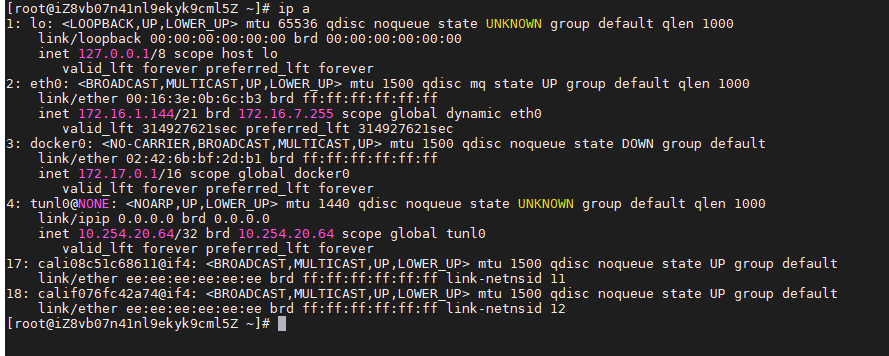 [root@iZ8vb07n41nl9ekyk9cml5Z ~]# ip a
1: lo: <LOOPBACK,UP,LOWER_UP> mtu 65536 qdisc noqueue state UNKNOWN group default qlen 1000
    link/loopback 00:00:00:00:00:00 brd 00:00:00:00:00:00
    inet 127.0.0.1/8 scope host lo
       valid_lft forever preferred_lft forever
2: eth0: <BROADCAST,MULTICAST,UP,LOWER_UP> mtu 1500 qdisc mq state UP group default qlen 1000
    link/ether 00:16:3e:0b:6c:b3 brd ff:ff:ff:ff:ff:ff
    inet 172.16.1.144/21 brd 172.16.7.255 scope global dynamic eth0
       valid_lft 314927621sec preferred_lft 314927621sec
3: docker0: <NO-CARRIER,BROADCAST,MULTICAST,UP> mtu 1500 qdisc noqueue state DOWN group default
    link/ether 02:42:6b:bf:2d:b1 brd ff:ff:ff:ff:ff:ff
    inet 172.17.0.1/16 scope global docker0
       valid_lft forever preferred_lft forever
4: tunl0@NONE: <NOARP,UP,LOWER_UP> mtu 1440 qdisc noqueue state UNKNOWN group default qlen 1000
    link/ipip 0.0.0.0 brd 0.0.0.0
    inet 10.254.20.64/32 brd 10.254.20.64 scope global tunl0
       valid_lft forever preferred_lft forever
17: cali08c51c68611@if4: <BROADCAST,MULTICAST,UP,LOWER_UP> mtu 1500 qdisc noqueue state UP group default
    link/ether ee:ee:ee:ee:ee:ee brd ff:ff:ff:ff:ff:ff link-netnsid 11
18: calif076fc42a74@if4: <BROADCAST,MULTICAST,UP,LOWER_UP> mtu 1500 qdisc noqueue state UP group default
    link/ether ee:ee:ee:ee:ee:ee brd ff:ff:ff:ff:ff:ff link-netnsid 12
[root@iZ8vb07n41nl9ekyk9cml5Z ~]#